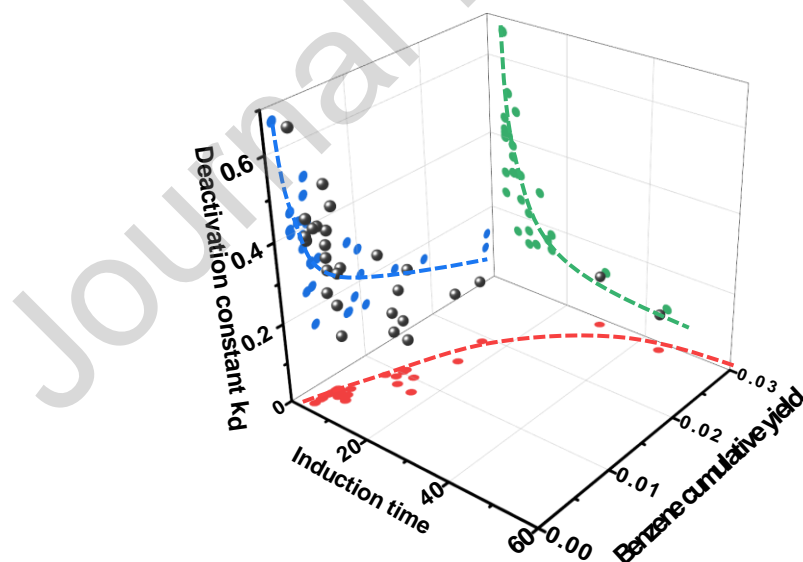 Journal
Deactivation constant kd
0.6
0.4
0.2
0
Induction time
20
40
60
Benzene cumulative yield
0.00
0.01
0.02
0.03